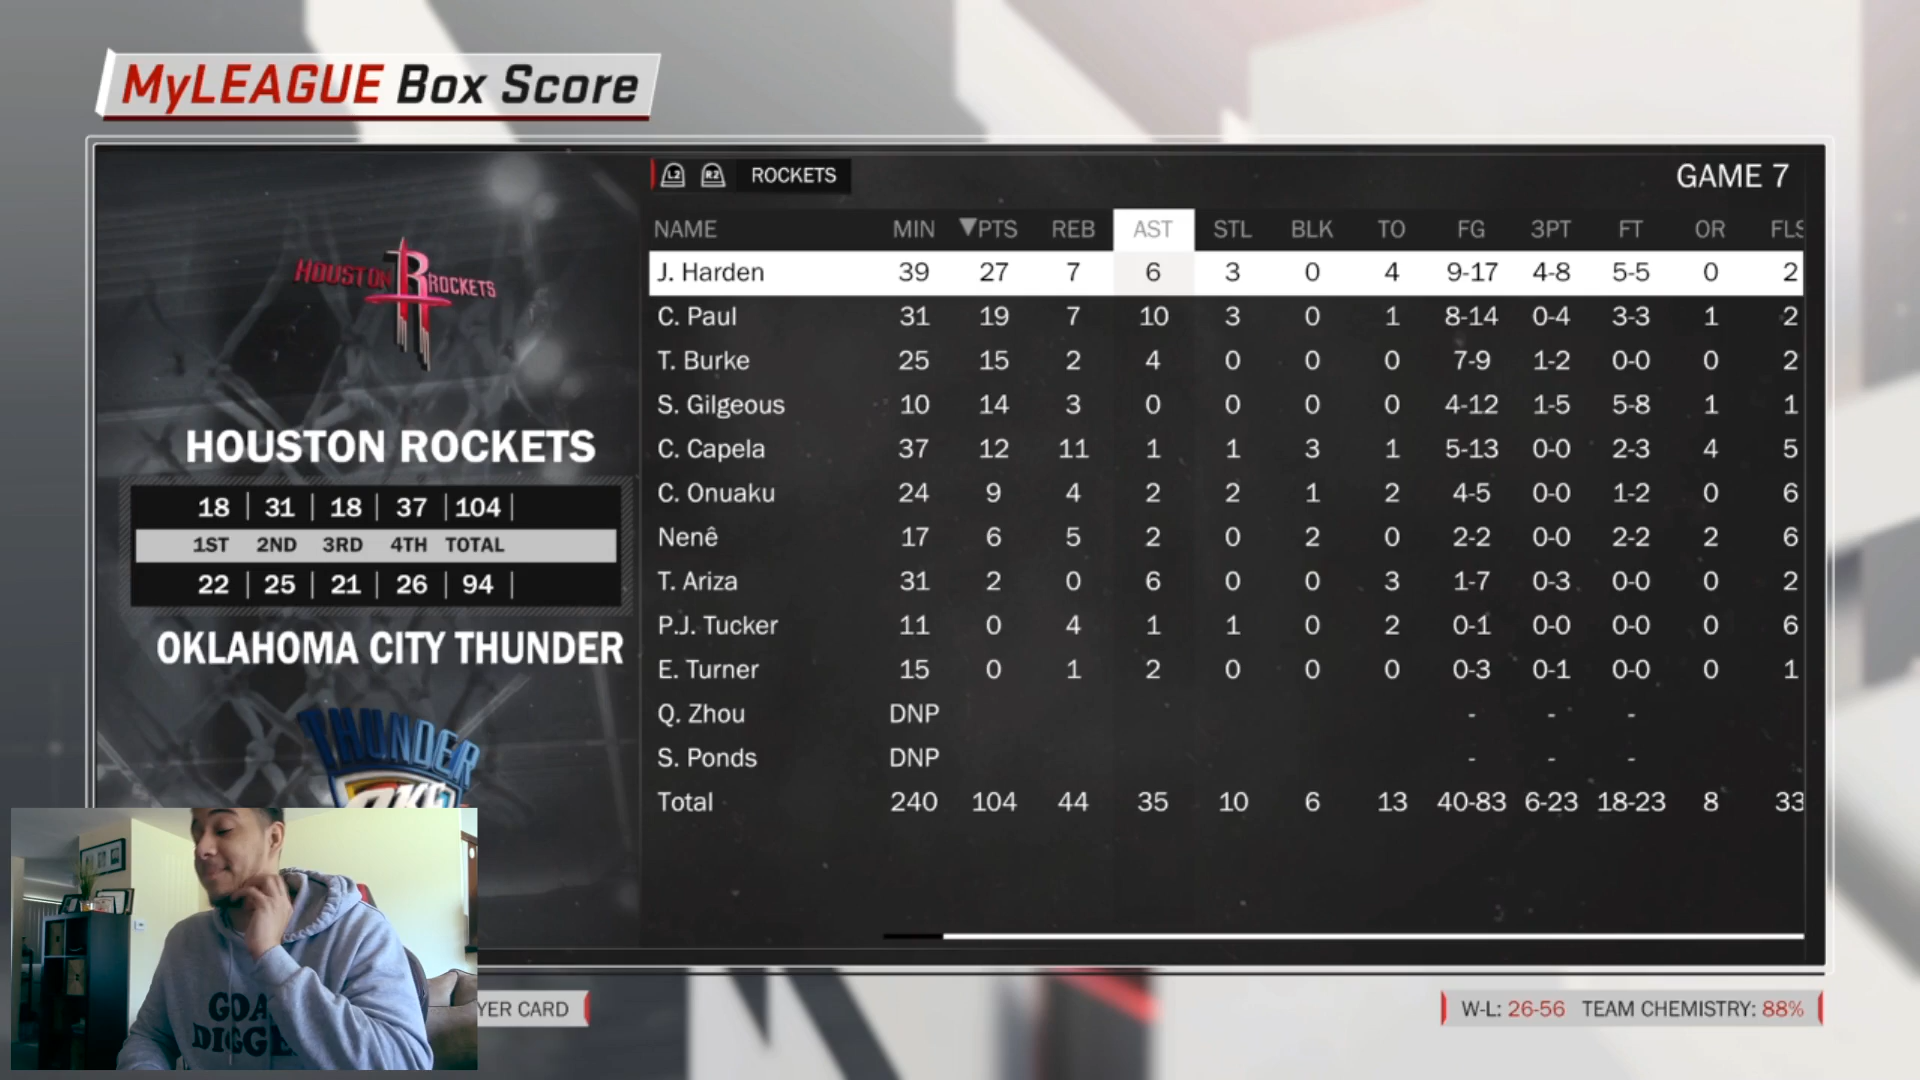 MyLEAGUE Box Score
L2 R2 ROCKETS GAME 7
NAME MIN ▼PTS REB AST STL BLK TO FG 3PT FT OR FLS
J. Harden 39 27 7 6 3 0 4 9-17 4-8 5-5 0 2
C. Paul 31 19 7 10 3 0 1 8-14 0-4 3-3 1 2
T. Burke 25 15 2 4 0 0 0 7-9 1-2 0-0 0 2
S. Gilgeous 10 14 3 0 0 0 0 4-12 1-5 5-8 1 1
C. Capela 37 12 11 1 1 3 1 5-13 0-0 2-3 4 5
C. Onuaku 24 9 4 2 2 1 2 4-5 0-0 1-2 0 6
Nenê 17 6 5 2 0 2 0 2-2 0-0 2-2 2 6
T. Ariza 31 2 0 6 0 0 3 1-7 0-3 0-0 0 2
P.J. Tucker 11 0 4 1 1 0 2 0-1 0-0 0-0 0 6
E. Turner 15 0 1 2 0 0 0 0-3 0-1 0-0 0 1
Q. Zhou DNP - - -
S. Ponds DNP - - -
Total 240 104 44 35 10 6 13 40-83 6-23 18-23 8 33
HOUSTON ROCKETS
HOUSTON ROCKETS
18 | 31 | 18 | 37 | 104 |
1ST 2ND 3RD 4TH TOTAL
22 | 25 | 21 | 26 | 94 |
OKLAHOMA CITY THUNDER
THUNDER
OKC
GOA
DIGGE
YER CARD
W-L: 26-56 TEAM CHEMISTRY: 88%